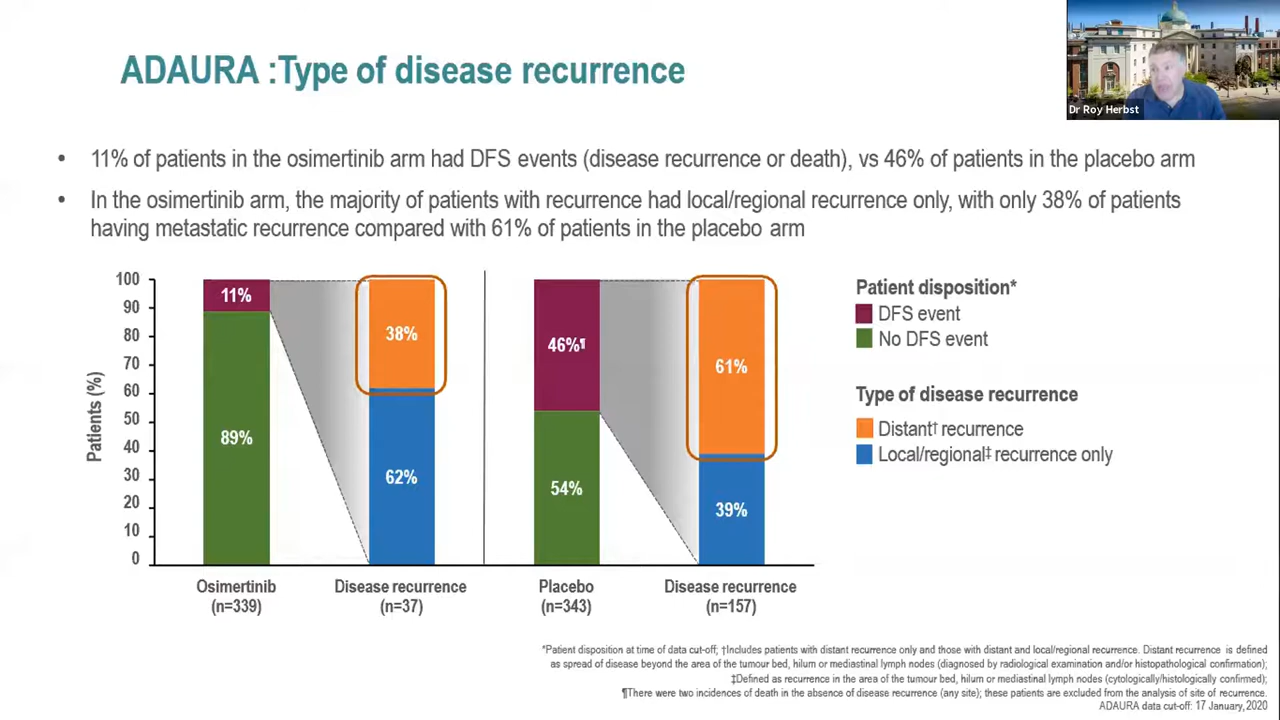 ADAURA :Type of disease recurrence
Dr Roy Herbst
• 11% of patients in the osimertinib arm had DFS events (disease recurrence or death), vs 46% of patients in the placebo arm
• In the osimertinib arm, the majority of patients with recurrence had local/regional recurrence only, with only 38% of patients
having metastatic recurrence compared with 61% of patients in the placebo arm
Patients (%)
100
90
80
70
60
50
40
30
20
10
0
11%
89%
38%
62%
46%¶
54%
61%
39%
Osimertinib
(n=339)
Disease recurrence
(n=37)
Placebo
(n=343)
Disease recurrence
(n=157)
Patient disposition*
DFS event
No DFS event
Type of disease recurrence
Distant† recurrence
Local/regional‡ recurrence only
*Patient disposition at time of data cut-off; †Includes patients with distant recurrence only and those with distant and local/regional recurrence. Distant recurrence is defined
as spread of disease beyond the area of the tumour bed, hilum or mediastinal lymph nodes (diagnosed by radiological examination and/or histopathological confirmation);
‡Defined as recurrence in the area of the tumour bed, hilum or mediastinal lymph nodes (cytologically/histologically confirmed);
¶There were two incidences of death in the absence of disease recurrence (any site); these patients are excluded from the analysis of site of recurrence.
ADAURA data cut-off: 17 January,2020